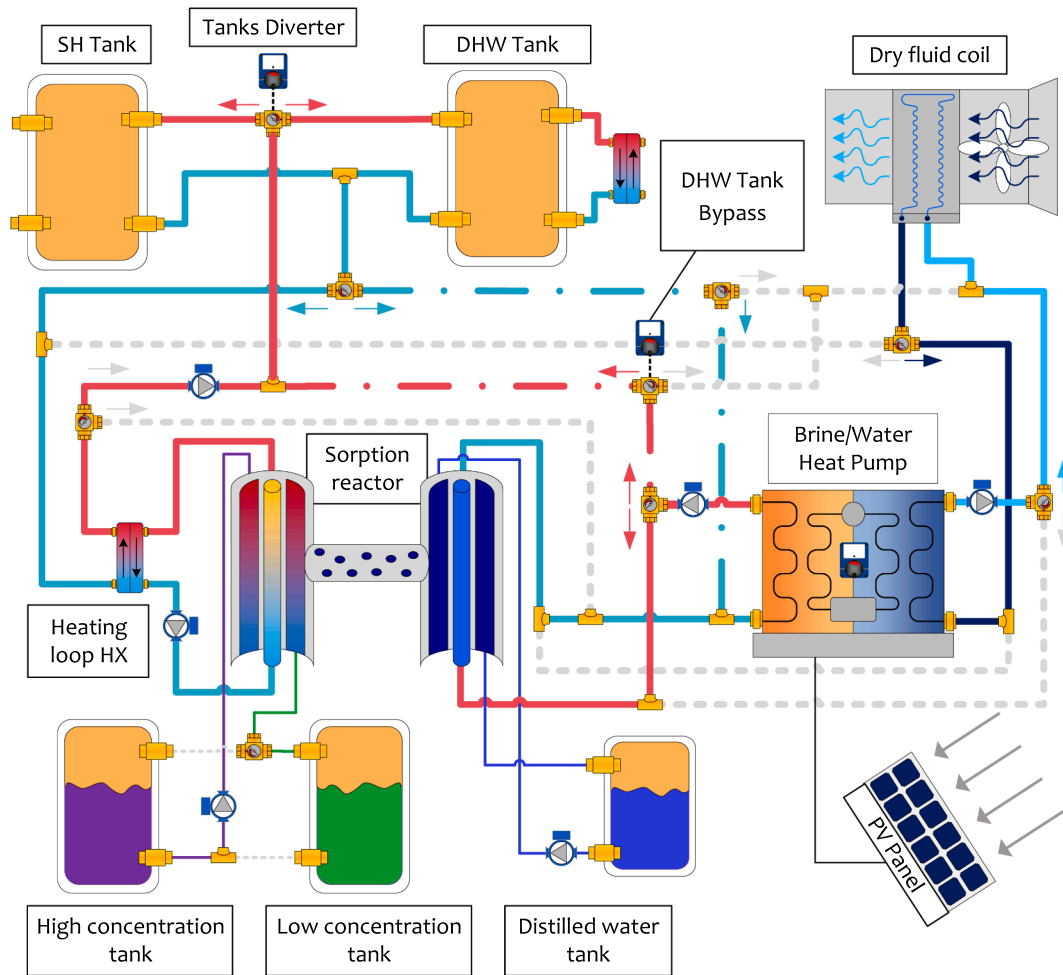 SH Tank
Tanks Diverter
DHW Tank
Dry fluid coil
DHW Tank
Bypass
Sorption
reactor
Brine/Water
Heat Pump
Heating
loop HX
PV Panel
High concentration
tank
Low concentration
tank
Distilled water
tank